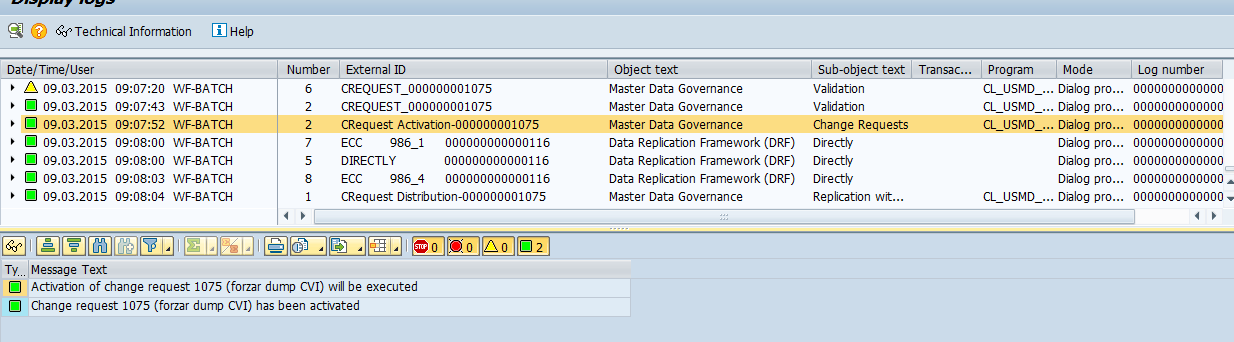 Display logs
Technical Information Help
Date/Time/User Number External ID Object text Sub-object text Transac... Program Mode Log number
09.03.2015 09:07:20 WF-BATCH 6 CREQUEST_000000001075 Master Data Governance Validation CL_USMD_... Dialog pro... 0000000000000
09.03.2015 09:07:43 WF-BATCH 2 CREQUEST_000000001075 Master Data Governance Validation CL_USMD_... Dialog pro... 0000000000000
09.03.2015 09:07:52 WF-BATCH 2 CRequest Activation-000000001075 Master Data Governance Change Requests CL_USMD_... Dialog pro... 0000000000000
09.03.2015 09:08:00 WF-BATCH 7 ECC 986_1 000000000000116 Data Replication Framework (DRF) Directly Dialog pro... 0000000000000
09.03.2015 09:08:00 WF-BATCH 5 DIRECTLY 000000000000116 Data Replication Framework (DRF) Directly Dialog pro... 0000000000000
09.03.2015 09:08:03 WF-BATCH 8 ECC 986_4 000000000000116 Data Replication Framework (DRF) Directly Dialog pro... 0000000000000
09.03.2015 09:08:04 WF-BATCH 1 CRequest Distribution-000000001075 Master Data Governance Replication wit... CL_USMD_... Dialog pro... 0000000000000
STOP 0 0 0 2
Ty... Message Text
Activation of change request 1075 (forzar dump CVI) will be executed
Change request 1075 (forzar dump CVI) has been activated